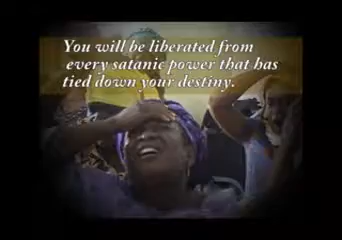 You will be liberated from
every satanic power that has
tied down your destiny.